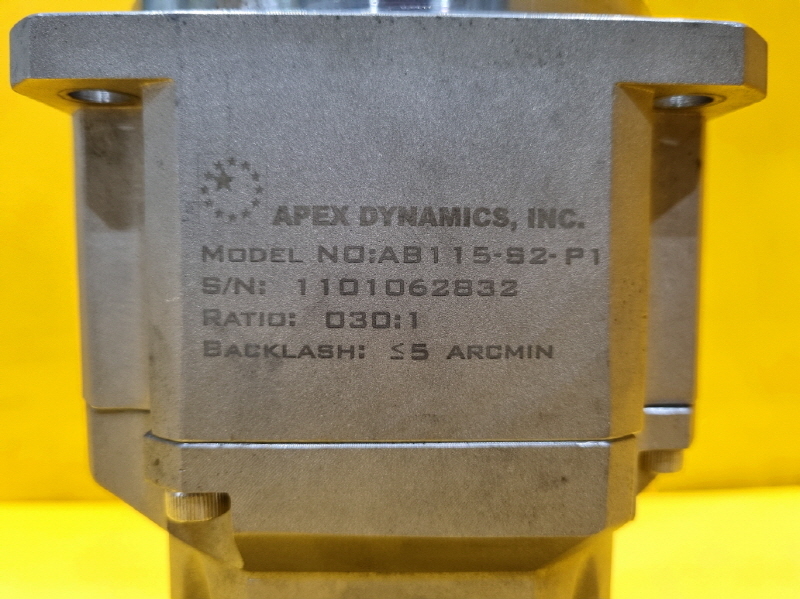 APEX DYNAMICS, INC.
MODEL NO:AB115-S2-P1
S/N: 1101062832
RATIO: 030:1
BACKLASH: ≤5 ARCMIN